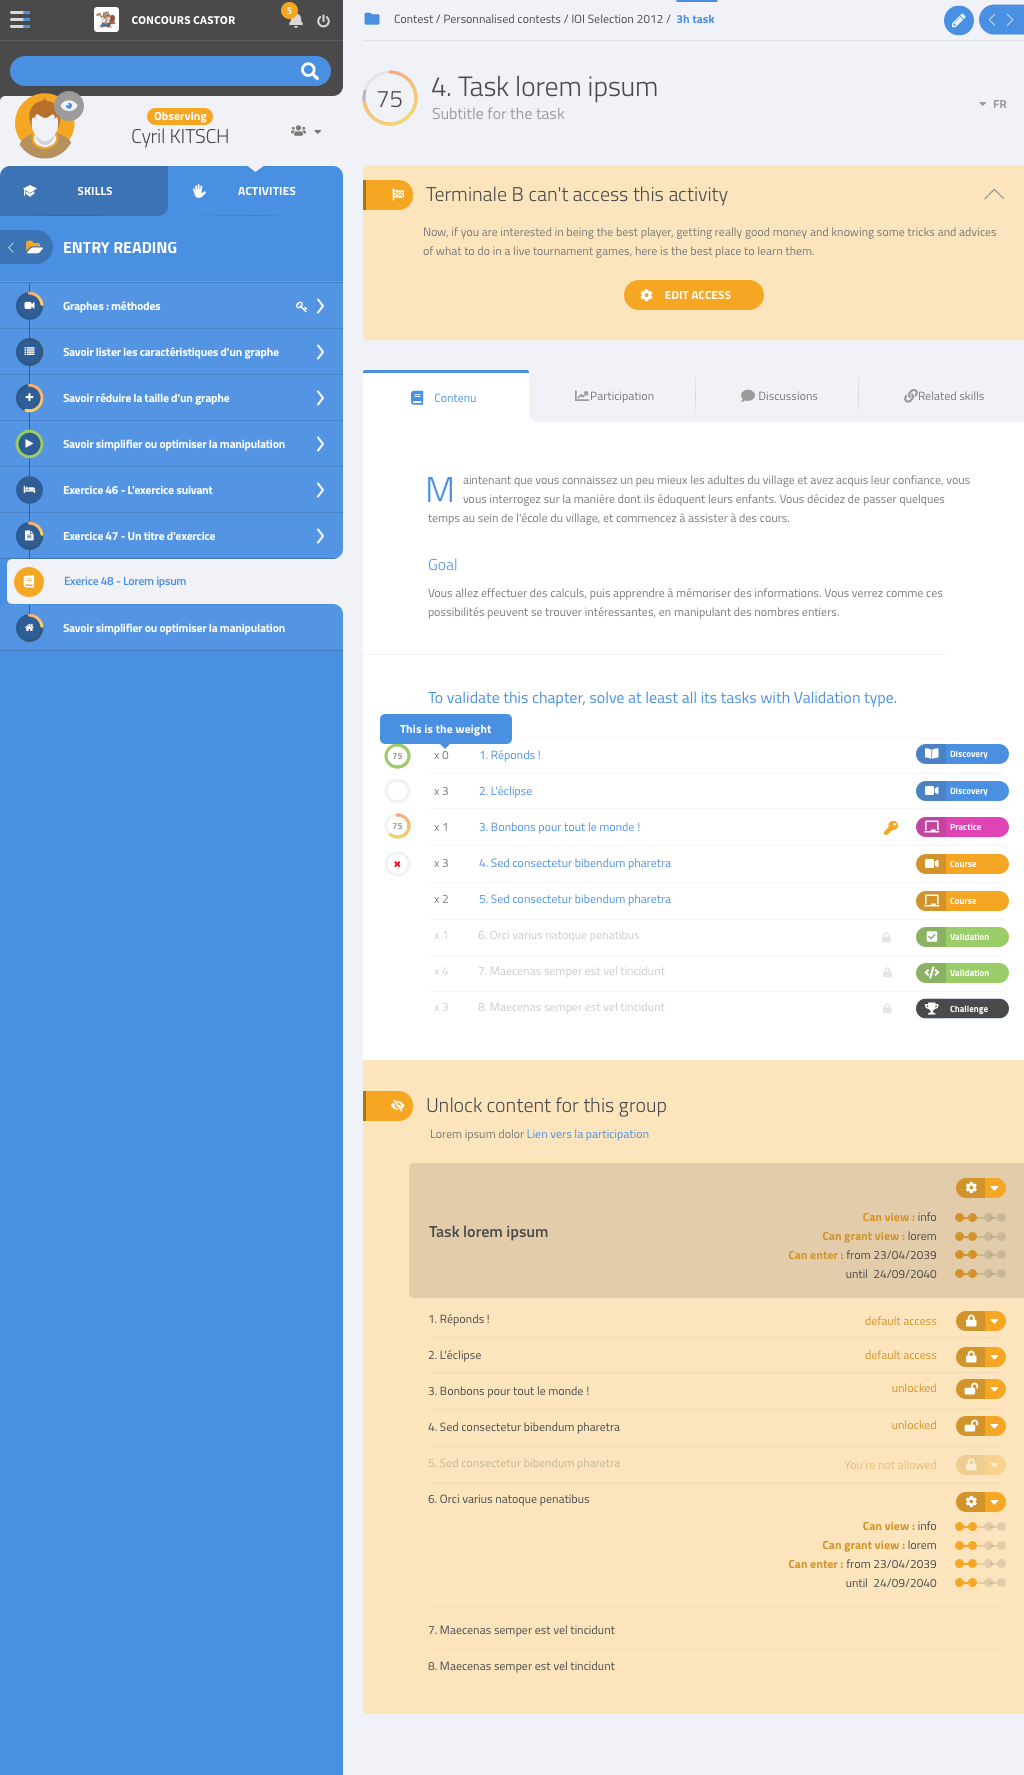 CONCOURS CASTOR
5
Observing
Cyril KITSCH
SKILLS
ACTIVITIES
ENTRY READING
Graphes : méthodes
Savoir lister les caractéristiques d'un graphe
Savoir réduire la taille d'un graphe
Savoir simplifier ou optimiser la manipulation
Exercice 46 - L'exercice suivant
Exercice 47 - Un titre d'exercice
Exerice 48 - Lorem ipsum
Savoir simplifier ou optimiser la manipulation
Contest / Personnalised contests / IOI Selection 2012 / 3h task
75
4. Task lorem ipsum
Subtitle for the task
FR
Terminale B can't access this activity
Now, if you are interested in being the best player, getting really good money and knowing some tricks and advices
of what to do in a live tournament games, here is the best place to learn them.
EDIT ACCESS
Contenu
Participation
Discussions
Related skills
Maintenant que vous connaissez un peu mieux les adultes du village et avez acquis leur confiance, vous
vous interrogez sur la manière dont ils éduquent leurs enfants. Vous décidez de passer quelques
temps au sein de l'école du village, et commencez à assister à des cours.
Goal
Vous allez effectuer des calculs, puis apprendre à mémoriser des informations. Vous verrez comme ces
possibilités peuvent se trouver intéressantes, en manipulant des nombres entiers.
To validate this chapter, solve at least all its tasks with Validation type.
This is the weight
75 x 0 1. Réponds ! Discovery
x 3 2. L'éclipse Discovery
75 x 1 3. Bonbons pour tout le monde ! Practice
x 3 4. Sed consectetur bibendum pharetra Course
x 2 5. Sed consectetur bibendum pharetra Course
x 1 6. Orci varius natoque penatibus Validation
x 4 7. Maecenas semper est vel tincidunt Validation
x 3 8. Maecenas semper est vel tincidunt Challenge
Unlock content for this group
Lorem ipsum dolor Lien vers la participation
Task lorem ipsum
Can view : info
Can grant view : lorem
Can enter : from 23/04/2039
until 24/09/2040
1. Réponds ! default access
2. L'éclipse default access
3. Bonbons pour tout le monde ! unlocked
4. Sed consectetur bibendum pharetra unlocked
5. Sed consectetur bibendum pharetra You're not allowed
6. Orci varius natoque penatibus
Can view : info
Can grant view : lorem
Can enter : from 23/04/2039
until 24/09/2040
7. Maecenas semper est vel tincidunt
8. Maecenas semper est vel tincidunt